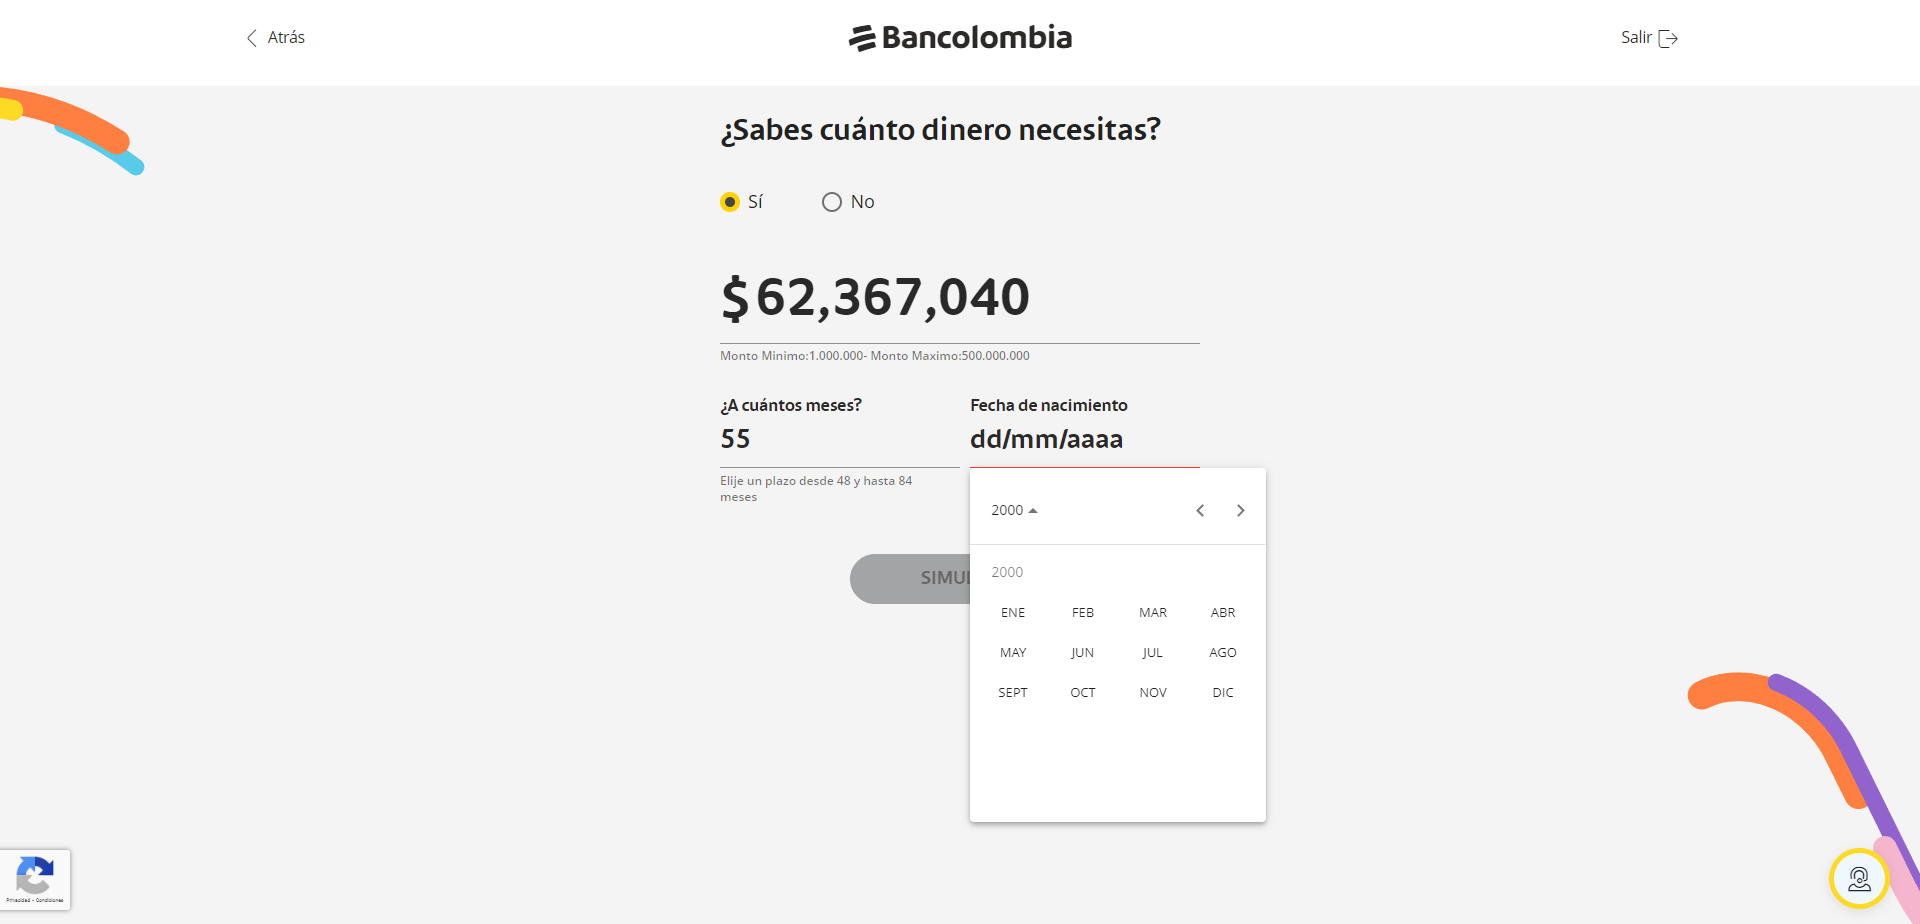 Atrás
Bancolombia
Salir
¿Sabes cuánto dinero necesitas?
Sí
No
$ 62,367,040
Monto Minimo:1.000.000- Monto Maximo:500.000.000
¿A cuántos meses?
Fecha de nacimiento
55
dd/mm/aaaa
Elije un plazo desde 48 y hasta 84
meses
2000
SIMUL
2000
ENE FEB MAR ABR
MAY JUN JUL AGO
SEPT OCT NOV DIC
Privacidad - Condiciones